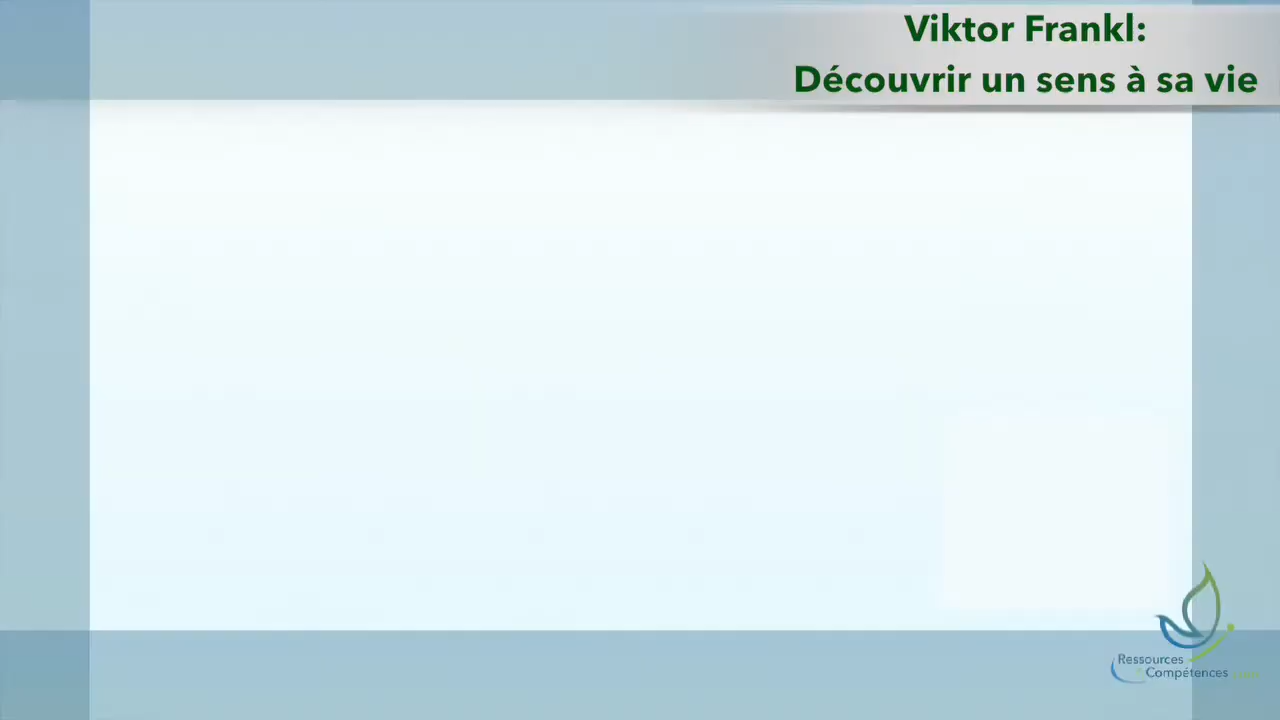 Viktor Frankl:
Découvrir un sens à sa vie
Ressources
Compétences